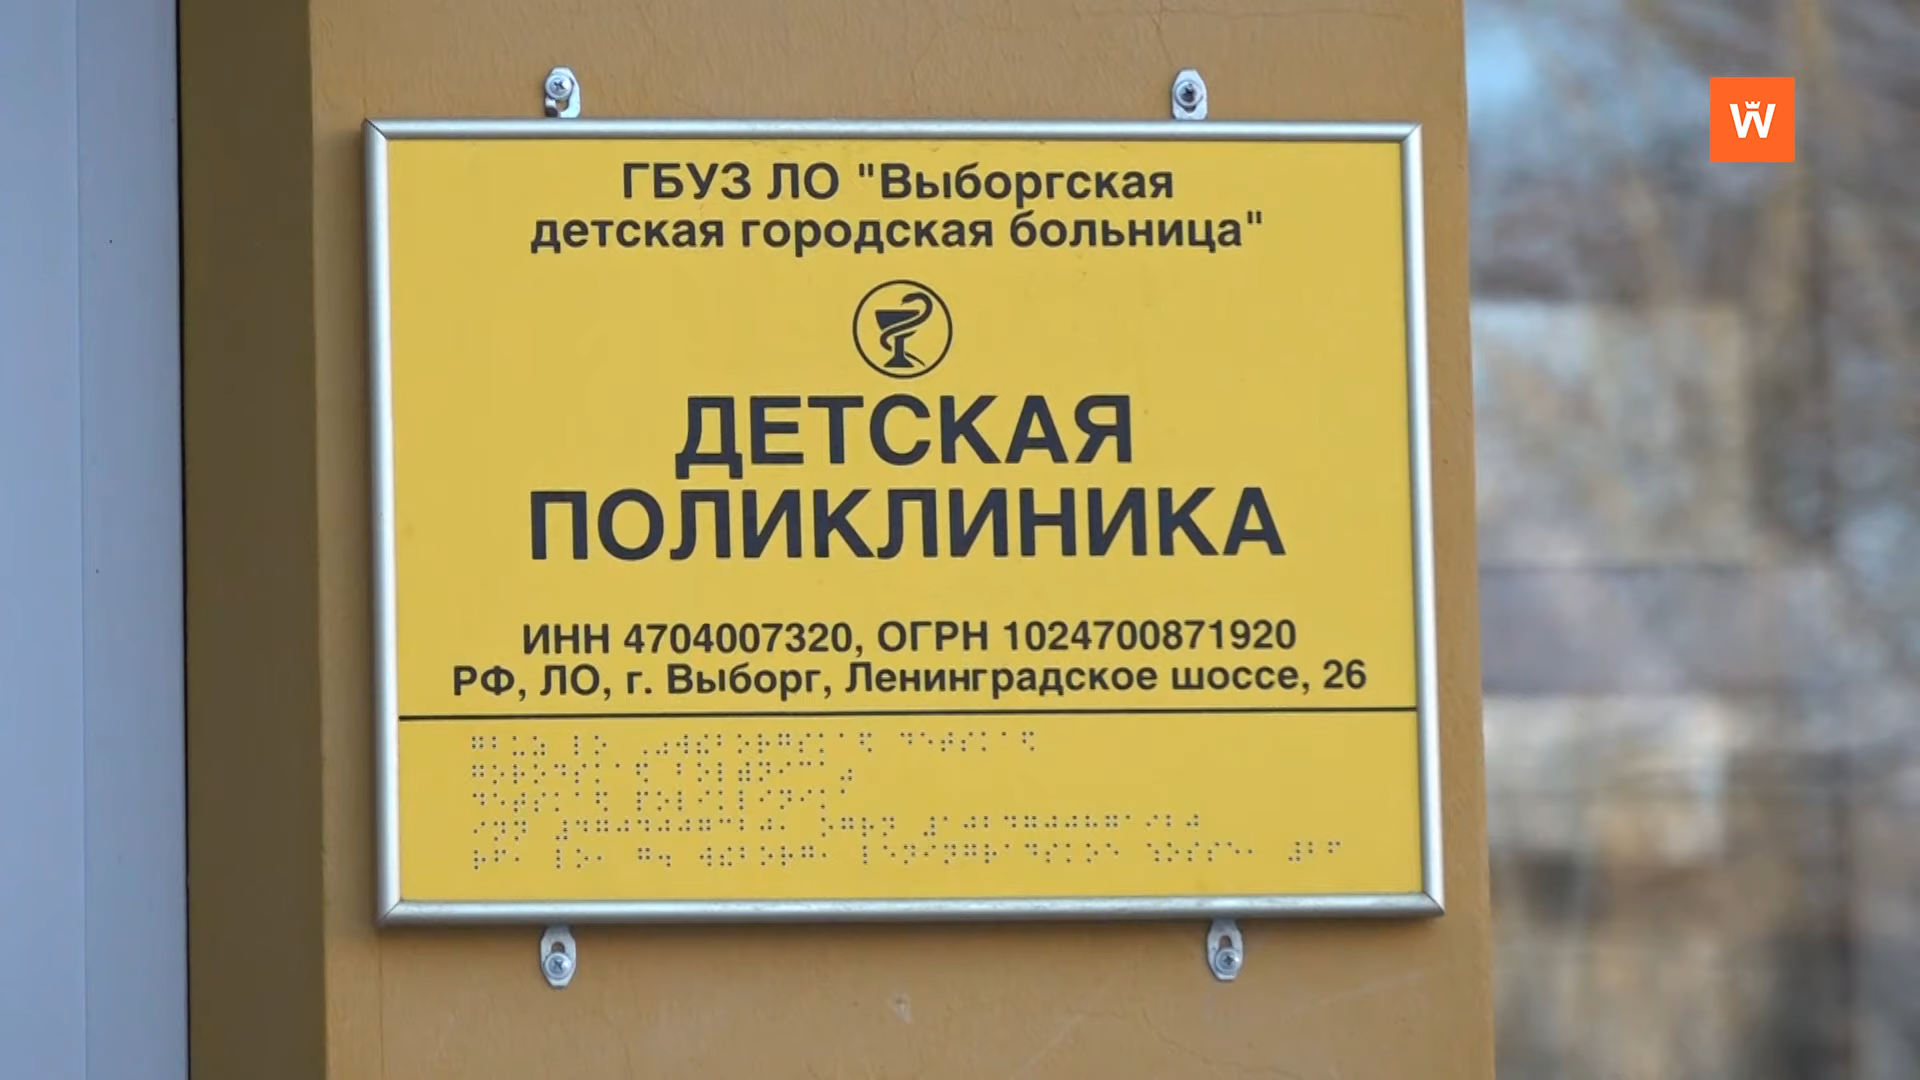 W
ГБУЗ ЛО "Выборгская
детская городская больница"
ДЕТСКАЯ
ПОЛИКЛИНИКА
ИНН 4704007320, ОГРН 1024700871920
РФ, ЛО, г. Выборг, Ленинградское шоссе, 26